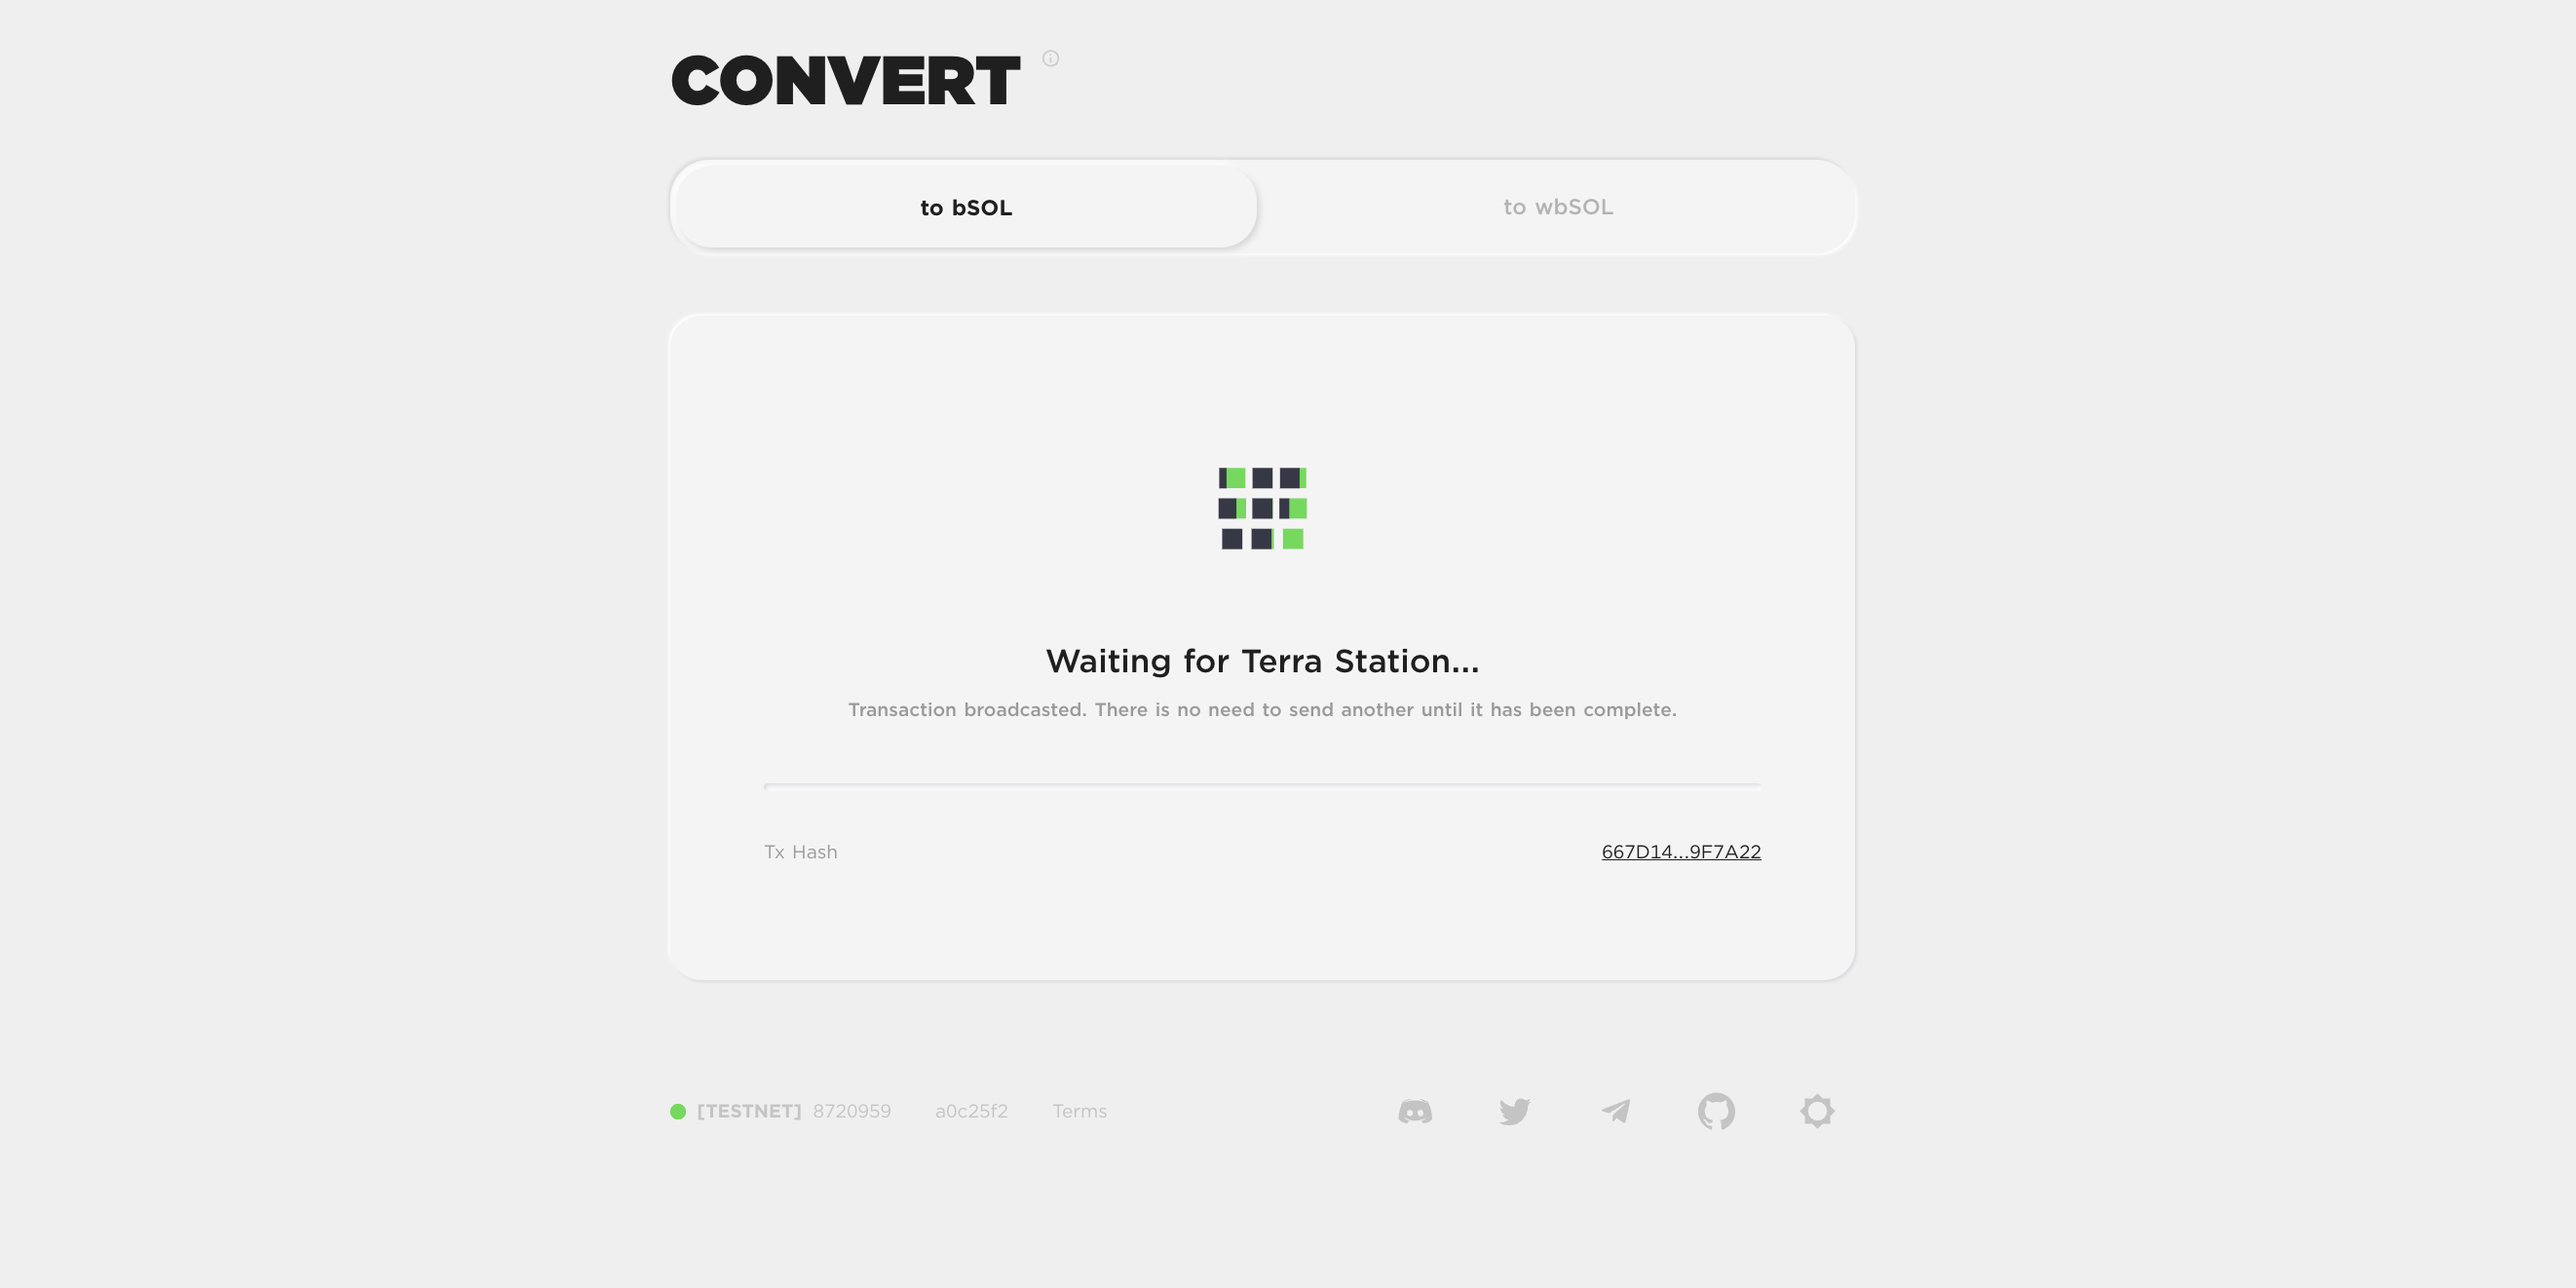 CONVERT
to bSOL
to wbSOL
Waiting for Terra Station...
Transaction broadcasted. There is no need to send another until it has been complete.
Tx Hash
667D14...9F7A22
[TESTNET] 8720959 a0c25f2 Terms